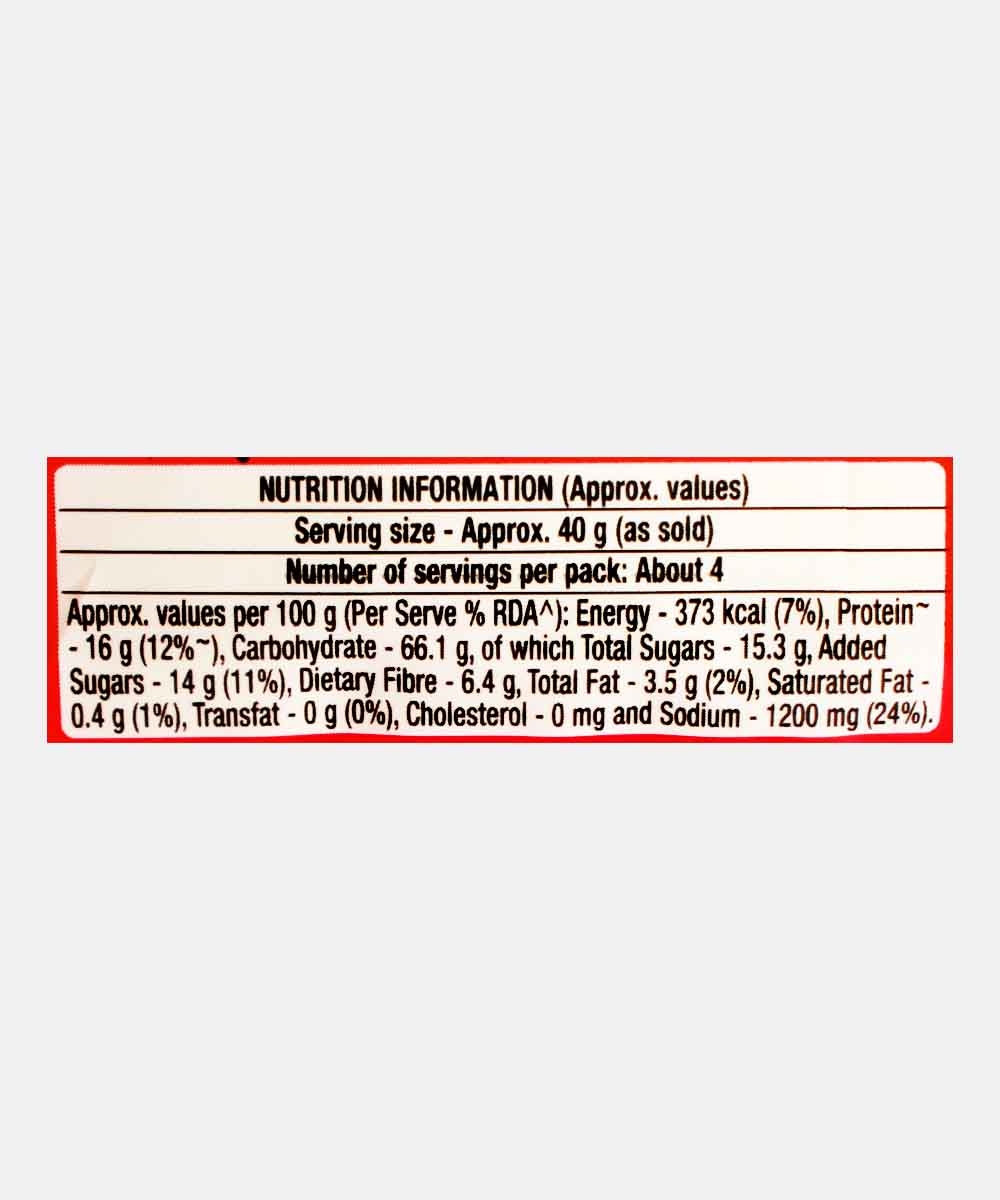 NUTRITION INFORMATION (Approx. values)
Serving size - Approx. 40 g (as sold)
Number of servings per pack: About 4
Approx. values per 100 g (Per Serve % RDA^): Energy - 373 kcal (7%), Protein~
- 16 g (12%~), Carbohydrate - 66.1 g, of which Total Sugars - 15.3 g, Added
Sugars - 14 g (11%), Dietary Fibre - 6.4 g, Total Fat - 3.5 g (2%), Saturated Fat -
0.4 g (1%), Transfat - 0 g (0%), Cholesterol - 0 mg and Sodium - 1200 mg (24%).